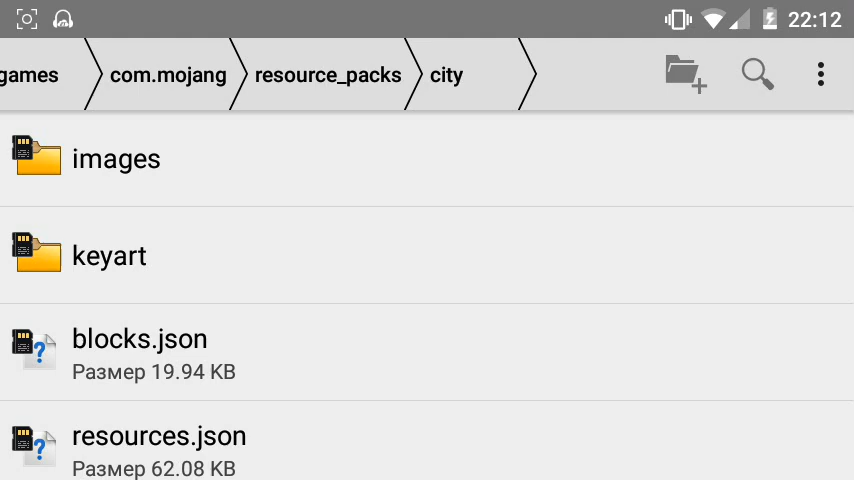 22:12
games com.mojang resource_packs city
images
keyart
blocks.json
Размер 19.94 KB
resources.json
Размер 62.08 KB